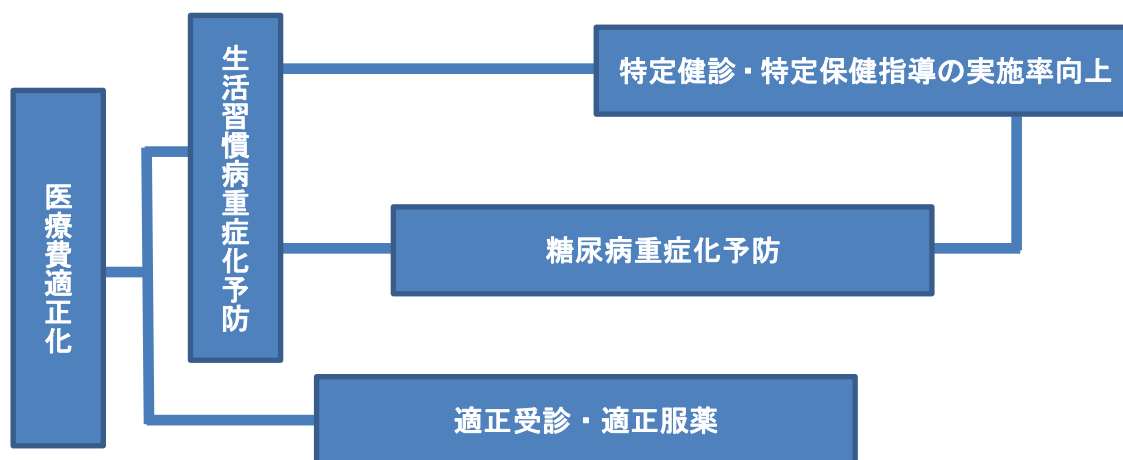 医療費適正化
生活習慣病重症化予防
特定健診・特定保健指導の実施率向上
糖尿病重症化予防
適正受診・適正服薬